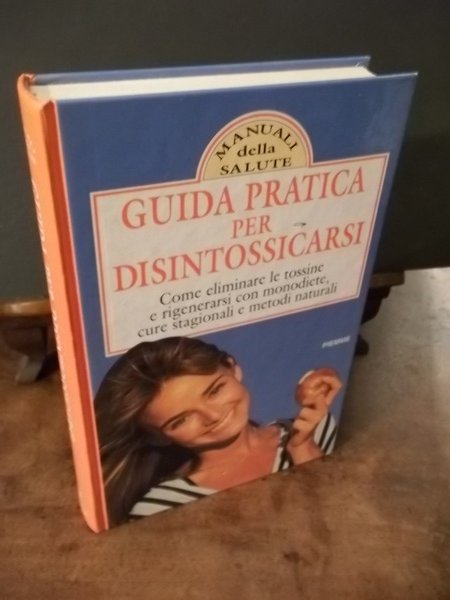 MANUALI
della
SALUTE
GUIDA PRATICA
PER
DISINTOSSICARSI
Come eliminare le tossine
e rigenerarsi con monodiete,
cure stagionali e metodi naturali
PIEMME